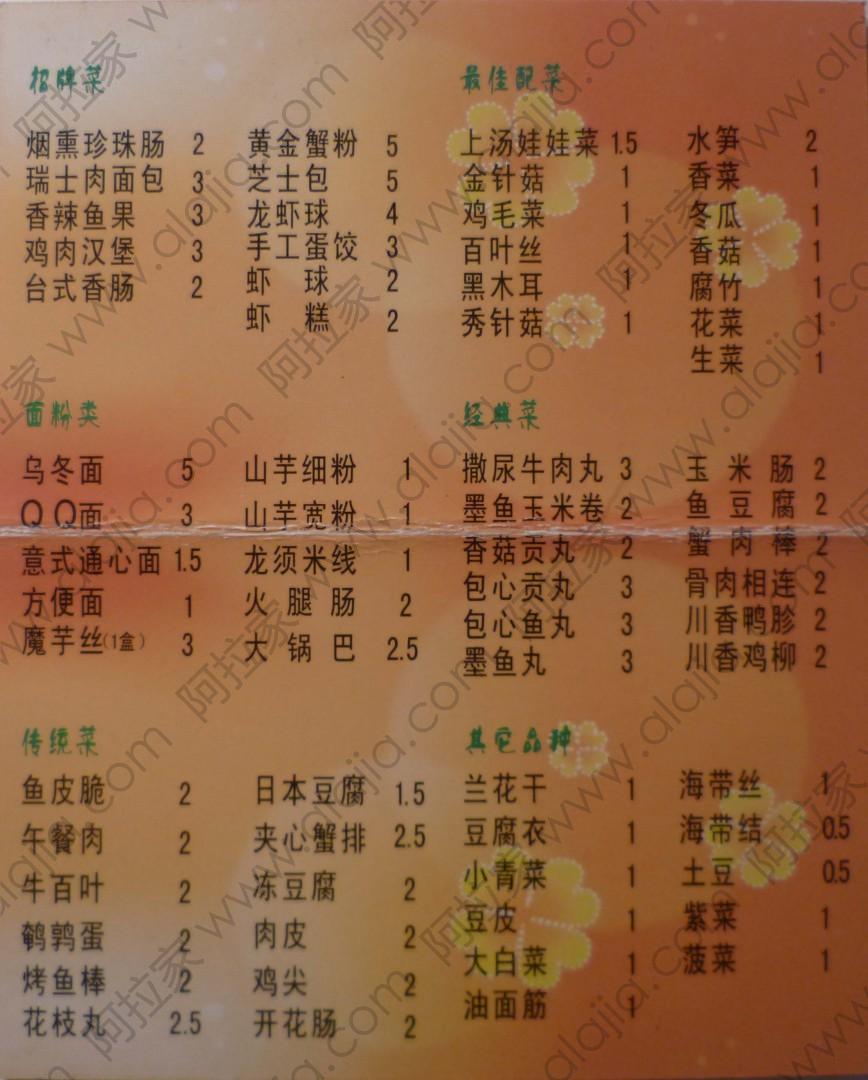 招牌菜
烟熏珍珠肠 2
瑞士肉面包 3
香辣鱼果 3
鸡肉汉堡 3
台式香肠 2
黄金蟹粉 5
芝士包 5
龙虾球 4
手工蛋饺 3
虾球 2
虾糕 2
最佳配菜
上汤娃娃菜 1.5
金针菇 1
鸡毛菜 1
百叶丝 1
黑木耳 1
秀针菇 1
水笋 2
香菜 1
冬瓜 1
香菇 1
腐竹 1
花菜 1
生菜 1
面粉类
乌冬面 5
QQ面 3
意式通心面 1.5
方便面 1
魔芋丝(1盒) 3
山芋细粉 1
山芋宽粉 1
龙须米线 1
火腿肠 2
大锅巴 2.5
经典菜
撒尿牛肉丸 3
墨鱼玉米卷 2
香菇贡丸 2
包心贡丸 3
包心鱼丸 3
墨鱼丸 3
玉米肠 2
鱼豆腐 2
蟹肉棒 2
骨肉相连 2
川香鸭胗 2
川香鸡柳 2
传统菜
鱼皮脆 2
午餐肉 2
牛百叶 2
鹌鹑蛋 2
烤鱼棒 2
花枝丸 2.5
日本豆腐 1.5
夹心蟹排 2.5
冻豆腐 2
肉皮 2
鸡尖 2
开花肠 2
其它品种
兰花干 1
豆腐衣 1
小青菜 1
豆皮 1
大白菜 1
油面筋 1
海带丝 1
海带结 0.5
土豆 0.5
紫菜 1
菠菜 1
阿拉家 www.alajia.com